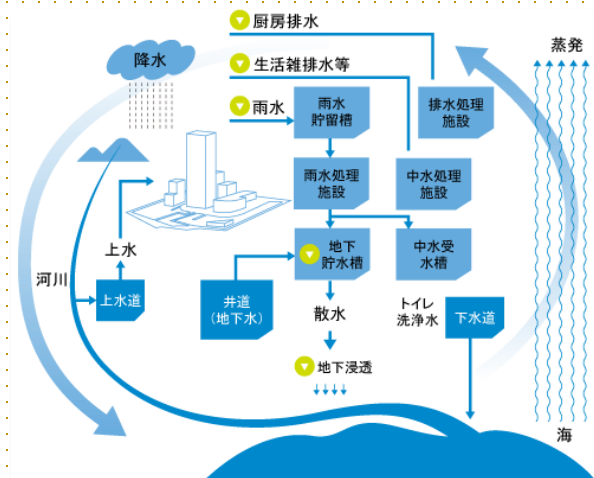 厨房排水
蒸発
降水
生活雑排水等
雨水
雨水
貯留槽
排水処理
施設
雨水処理
施設
中水処理
施設
上水
地下
貯水槽
中水受
水槽
河川
上水道
井道
(地下水)
散水
トイレ
洗浄水
下水道
地下浸透
海